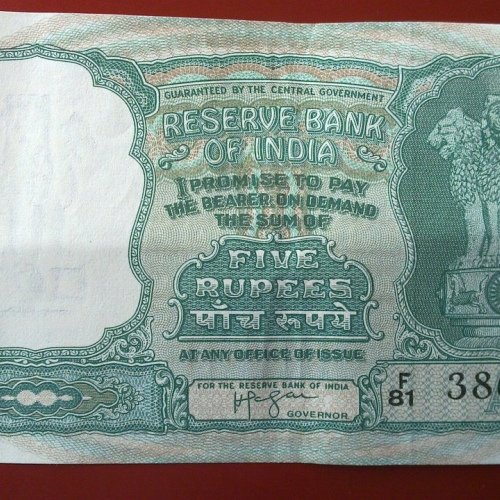 GUARANTEED BY THE CENTRAL GOVERNMENT
RESERVE BANK
OF INDIA
I PROMISE TO PAY
THE BEARER ON DEMAND
THE SUM OF
FIVE
RUPEES
पाँच रूपये
AT ANY OFFICE OF ISSUE
FOR THE RESERVE BANK OF INDIA
GOVERNOR
F
81
38